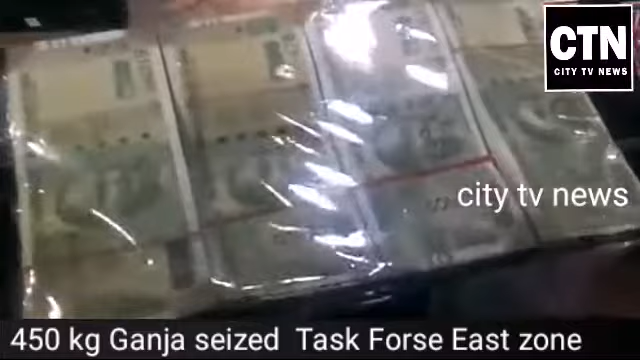 CTN
CITY TV NEWS
city tv news
450 kg Ganja seized Task Forse East zone